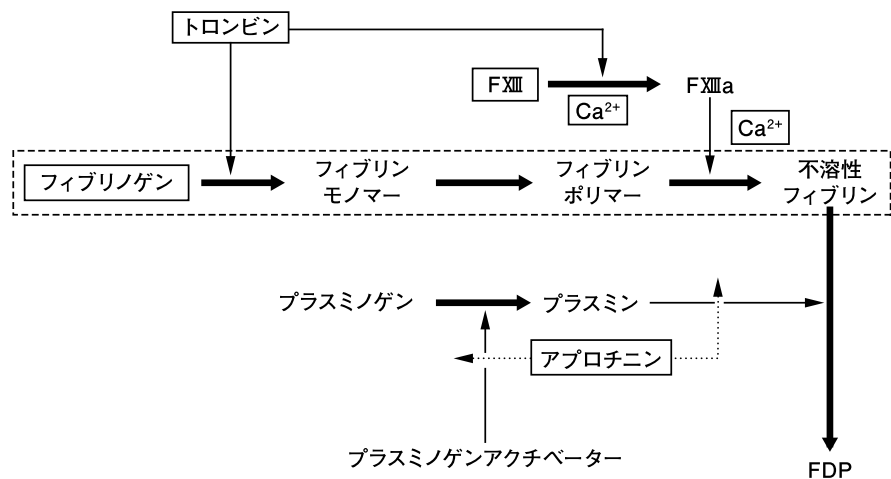 トロンビン
FXIII
Ca²⁺
FXIIIa
Ca²⁺
フィブリノゲン
フィブリン
モノマー
フィブリン
ポリマー
不溶性
フィブリン
プラスミノゲン
プラスミン
アプロチニン
プラスミノゲンアクチベーター
FDP